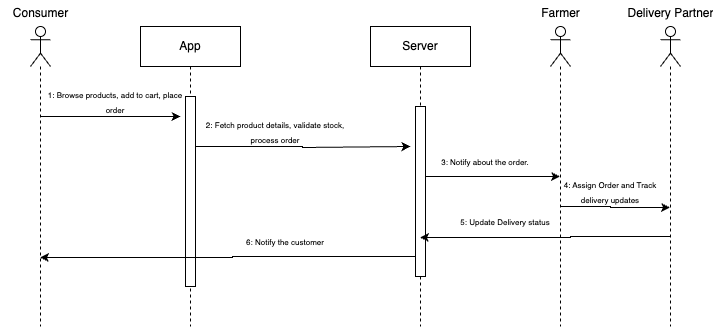 Consumer
Farmer
Delivery Partner
App
Server
1: Browse products, add to cart, place
order
2: Fetch product details, validate stock,
process order
3: Notify about the order.
4: Assign Order and Track
delivery updates
5: Update Delivery status
6: Notify the customer